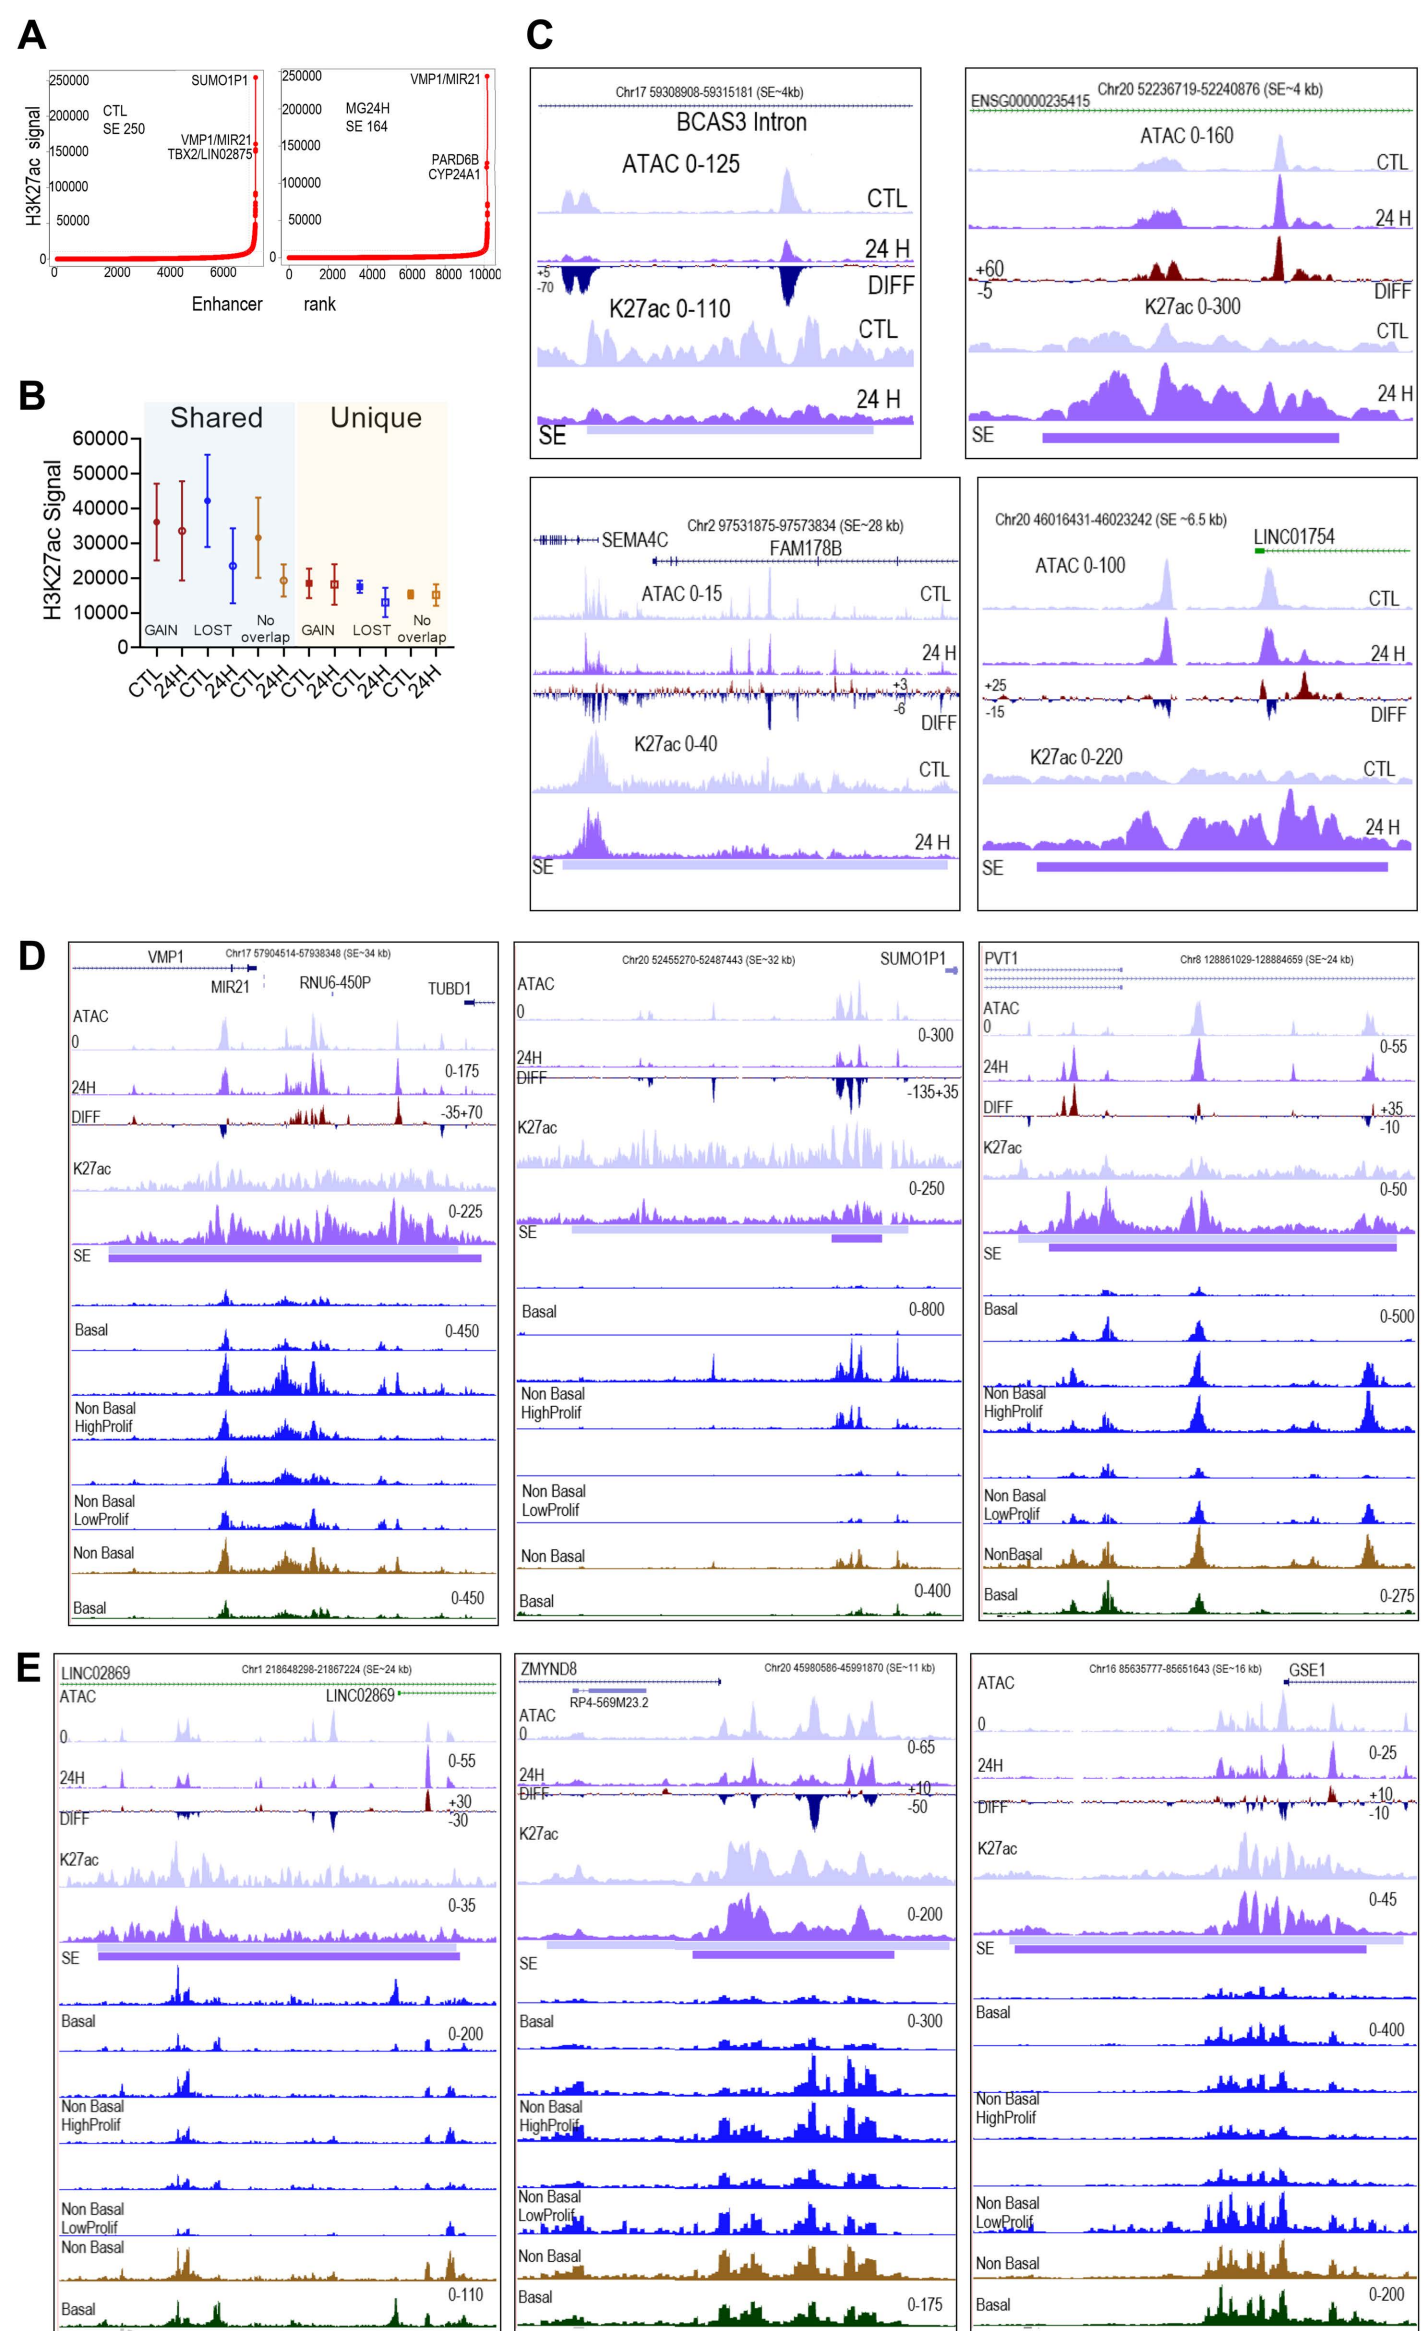 A
H3K27ac signal
250000
200000
150000
100000
50000
0
CTL
SE 250
SUMO1P1
VMP1/MIR21
TBX2/LIN02875
0
2000
4000
6000
250000
200000
150000
100000
50000
0
MG24H
SE 164
VMP1/MIR21
PARD6B
CYP24A1
0
2000
4000
6000
8000
10000
Enhancer rank
B
Shared
Unique
H3K27ac Signal
60000
50000
40000
30000
20000
10000
0
GAIN
LOST
No
overlap
GAIN
LOST
No
overlap
CTL
24H
CTL
24H
CTL
24H
CTL
24H
CTL
24H
CTL
24H
C
Chr17 59308908-59315181 (SE~4kb)
BCAS3 Intron
ATAC 0-125
CTL
24 H
+5
-70
DIFF
K27ac 0-110
CTL
24 H
SE
Chr20 52236719-52240876 (SE~4 kb)
ENSG00000235415
ATAC 0-160
CTL
24 H
+60
-5
DIFF
K27ac 0-300
CTL
24 H
SE
Chr2 97531875-97573834 (SE~28 kb)
SEMA4C
FAM178B
ATAC 0-15
CTL
24 H
+3
-6
DIFF
K27ac 0-40
CTL
24 H
SE
Chr20 46016431-46023242 (SE ~6.5 kb)
LINC01754
ATAC 0-100
CTL
24 H
+25
-15
DIFF
K27ac 0-220
CTL
24 H
SE
D
VMP1
Chr17 57904514-57938348 (SE~34 kb)
MIR21
RNU6-450P
TUBD1
ATAC
0
0-175
24H
DIFF
-35+70
K27ac
0-225
SE
Basal
0-450
Non Basal
HighProlif
Non Basal
LowProlif
Non Basal
Basal
0-450
Chr20 52455270-52487443 (SE~32 kb)
SUMO1P1
ATAC
0
0-300
24H
DIFF
-135+35
K27ac
0-250
SE
Basal
0-800
Non Basal
HighProlif
Non Basal
LowProlif
Non Basal
Basal
0-400
PVT1
Chr8 128861029-128884659 (SE~24 kb)
ATAC
0
0-55
24H
DIFF
+35
-10
K27ac
0-50
SE
Basal
0-500
Non Basal
HighProlif
Non Basal
LowProlif
NonBasal
Basal
0-275
E
LINC02869
Chr1 218648298-21867224 (SE~24 kb)
LINC02869
ATAC
0
0-55
24H
+30
DIFF
-30
K27ac
0-35
SE
Basal
0-200
Non Basal
HighProlif
Non Basal
LowProlif
Non Basal
Basal
0-110
ZMYND8
Chr20 45980586-45991870 (SE~11 kb)
RP4-569M23.2
ATAC
0
0-65
24H
DIFF
+10
-50
K27ac
0-200
SE
Basal
0-300
Non Basal
HighProlif
Non Basal
LowProlif
Non Basal
Basal
0-175
Chr16 85635777-85651643 (SE~16 kb)
GSE1
ATAC
0
0-25
24H
+10
DIFF
-10
K27ac
0-45
SE
Basal
0-400
Non Basal
HighProlif
Non Basal
LowProlif
Non Basal
Basal
0-200